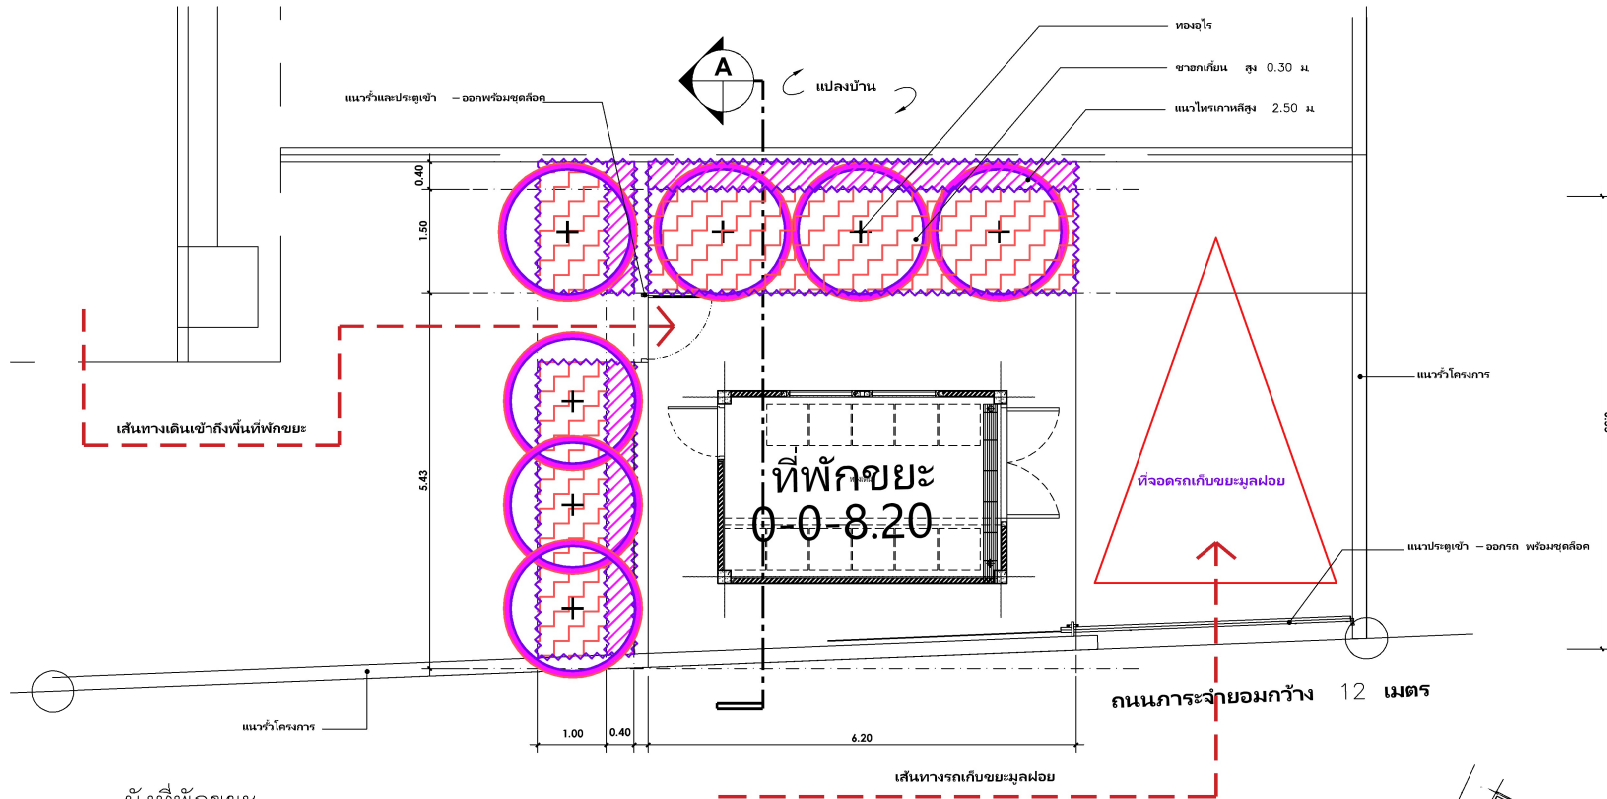 ทองอุไร
A
ชาฮกเกี้ยน สูง 0.30 ม.
แปลงบ้าน
แนวรั้วและประตูเข้า - ออกพร้อมชุดล็อค
แนวไทรเกาหลีสูง 2.50 ม.
0.40
1.50
แนวรั้วโครงการ
เส้นทางเดินเข้าถึงพื้นที่พักขยะ
5.43
ที่พักขยะ
0-0-8.20
ที่จอดรถเก็บขยะมูลฝอย
แนวประตูเข้า - ออกรถ พร้อมชุดล็อค
ถนนภาระจำยอมกว้าง 12 เมตร
แนวรั้วโครงการ
1.00
0.40
6.20
เส้นทางรถเก็บขยะมูลฝอย